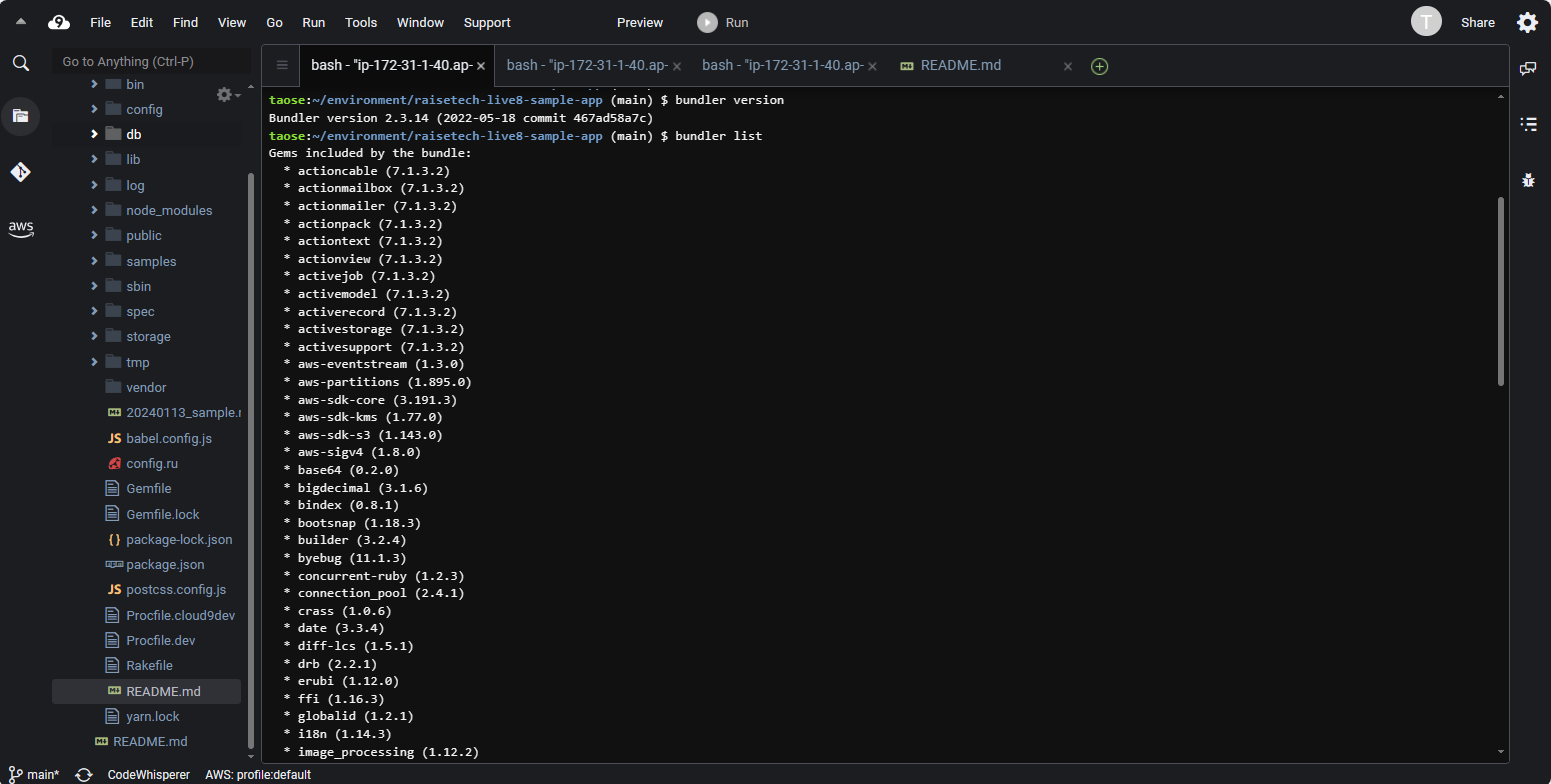 File Edit Find View Go Run Tools Window Support Preview Run T Share
Go to Anything (Ctrl-P)
bin
config
db
lib
log
node_modules
public
samples
sbin
spec
storage
tmp
vendor
20240113_sample.
babel.config.js
config.ru
Gemfile
Gemfile.lock
package-lock.json
package.json
postcss.config.js
Procfile.cloud9dev
Procfile.dev
Rakefile
README.md
yarn.lock
README.md
aws
bash - "ip-172-31-1-40.ap- × bash - "ip-172-31-1-40.ap- × bash - "ip-172-31-1-40.ap- × README.md ×
taose:~/environment/raisetech-live8-sample-app (main) $ bundler version
Bundler version 2.3.14 (2022-05-18 commit 467ad58a7c)
taose:~/environment/raisetech-live8-sample-app (main) $ bundler list
Gems included by the bundle:
* actioncable (7.1.3.2)
* actionmailbox (7.1.3.2)
* actionmailer (7.1.3.2)
* actionpack (7.1.3.2)
* actiontext (7.1.3.2)
* actionview (7.1.3.2)
* activejob (7.1.3.2)
* activemodel (7.1.3.2)
* activerecord (7.1.3.2)
* activestorage (7.1.3.2)
* activesupport (7.1.3.2)
* aws-eventstream (1.3.0)
* aws-partitions (1.895.0)
* aws-sdk-core (3.191.3)
* aws-sdk-kms (1.77.0)
* aws-sdk-s3 (1.143.0)
* aws-sigv4 (1.8.0)
* base64 (0.2.0)
* bigdecimal (3.1.6)
* bindex (0.8.1)
* bootsnap (1.18.3)
* builder (3.2.4)
* byebug (11.1.3)
* concurrent-ruby (1.2.3)
* connection_pool (2.4.1)
* crass (1.0.6)
* date (3.3.4)
* diff-lcs (1.5.1)
* drb (2.2.1)
* erubi (1.12.0)
* ffi (1.16.3)
* globalid (1.2.1)
* i18n (1.14.3)
* image_processing (1.12.2)
main* CodeWhisperer AWS: profile:default